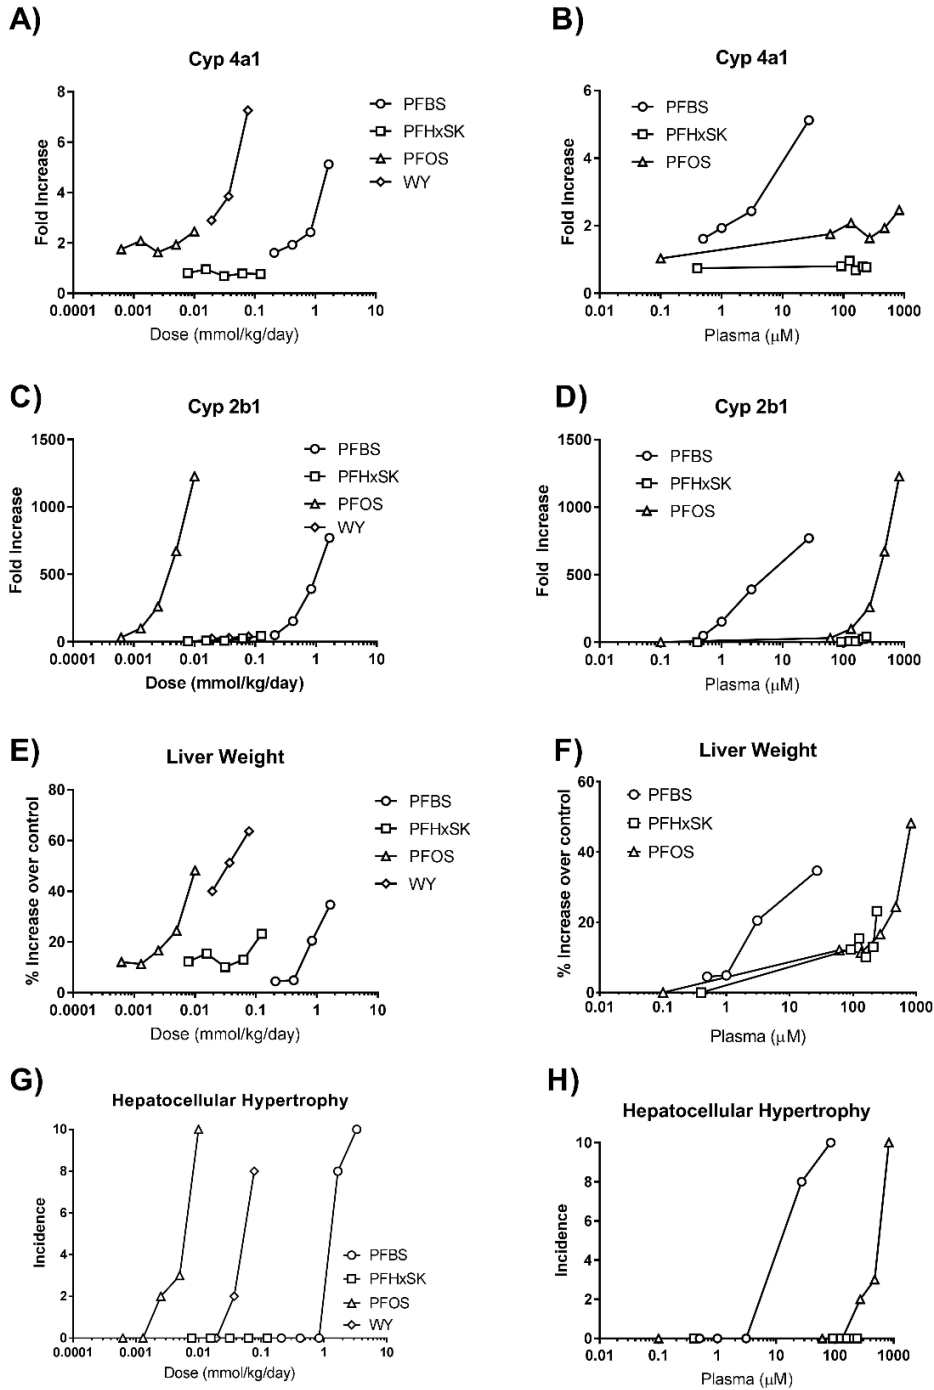 A)
Cyp 4a1
Fold Increase
8
6
4
2
0
0.0001 0.001 0.01 0.1 1 10
Dose (mmol/kg/day)
PFBS
PFHxSK
PFOS
WY
B)
Cyp 4a1
Fold Increase
6
4
2
0
0.01 0.1 1 10 100 1000
Plasma (μM)
PFBS
PFHxSK
PFOS
C)
Cyp 2b1
Fold Increase
1500
1000
500
0
0.0001 0.001 0.01 0.1 1 10
Dose (mmol/kg/day)
PFBS
PFHxSK
PFOS
WY
D)
Cyp 2b1
Fold Increase
1500
1000
500
0
0.01 0.1 1 10 100 1000
Plasma (μM)
PFBS
PFHxSK
PFOS
E)
Liver Weight
% Increase over control
80
60
40
20
0
0.0001 0.001 0.01 0.1 1 10
Dose (mmol/kg/day)
PFBS
PFHxSK
PFOS
WY
F)
Liver Weight
% Increase over control
60
40
20
0
0.01 0.1 1 10 100 1000
Plasma (μM)
PFBS
PFHxSK
PFOS
G)
Hepatocellular Hypertrophy
Incidence
10
8
6
4
2
0
0.0001 0.001 0.01 0.1 1 10
Dose (mmol/kg/day)
PFBS
PFHxSK
PFOS
WY
H)
Hepatocellular Hypertrophy
Incidence
10
8
6
4
2
0
0.01 0.1 1 10 100 1000
Plasma (μM)